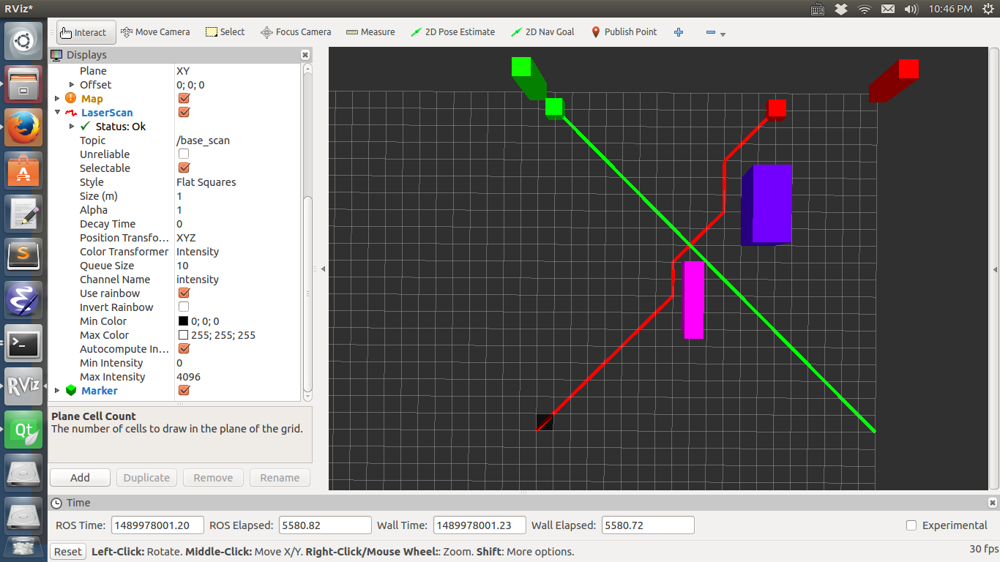 RViz*
10:46 PM
Interact Move Camera Select Focus Camera Measure 2D Pose Estimate 2D Nav Goal Publish Point
Displays
Plane XY
Offset 0; 0; 0
Map
LaserScan
Status: Ok
Topic /base_scan
Unreliable
Selectable
Style Flat Squares
Size (m) 1
Alpha 1
Decay Time 0
Position Transfo... XYZ
Color Transformer Intensity
Queue Size 10
Channel Name intensity
Use rainbow
Invert Rainbow
Min Color 0; 0; 0
Max Color 255; 255; 255
Autocompute In...
Min Intensity 0
Max Intensity 4096
Marker
Plane Cell Count
The number of cells to draw in the plane of the grid.
Add Duplicate Remove Rename
Time
ROS Time: 1489978001.20 ROS Elapsed: 5580.82 Wall Time: 1489978001.23 Wall Elapsed: 5580.72 Experimental
Reset Left-Click: Rotate. Middle-Click: Move X/Y. Right-Click/Mouse Wheel:: Zoom. Shift: More options. 30 fps
A
S
>_
RViz
Qt